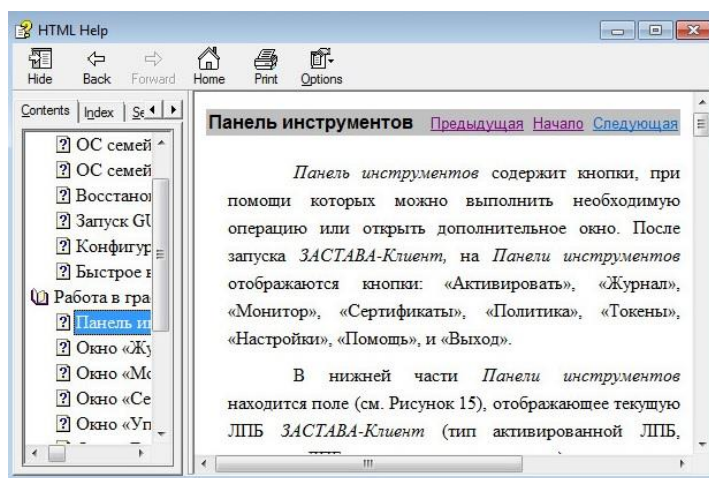 HTML Help
Hide Back Forward Home Print Options
Contents Index Se
ОС семей
ОС семей
Восстано
Запуск GU
Конфигур
Быстрое в
Работа в гра
Панель ин
Окно «Жу
Окно «Мо
Окно «Се
Окно «Уп
Панель инструментов Предыдущая Начало Следующая
Панель инструментов содержит кнопки, при
помощи которых можно выполнить необходимую
операцию или открыть дополнительное окно. После
запуска ЗАСТАВА-Клиент, на Панели инструментов
отображаются кнопки: «Активировать», «Журнал»,
«Монитор», «Сертификаты», «Политика», «Токены»,
«Настройки», «Помощь», и «Выход».
В нижней части Панели инструментов
находится поле (см. Рисунок 15), отображающее текущую
ЛПБ ЗАСТАВА-Клиент (тип активированной ЛПБ,